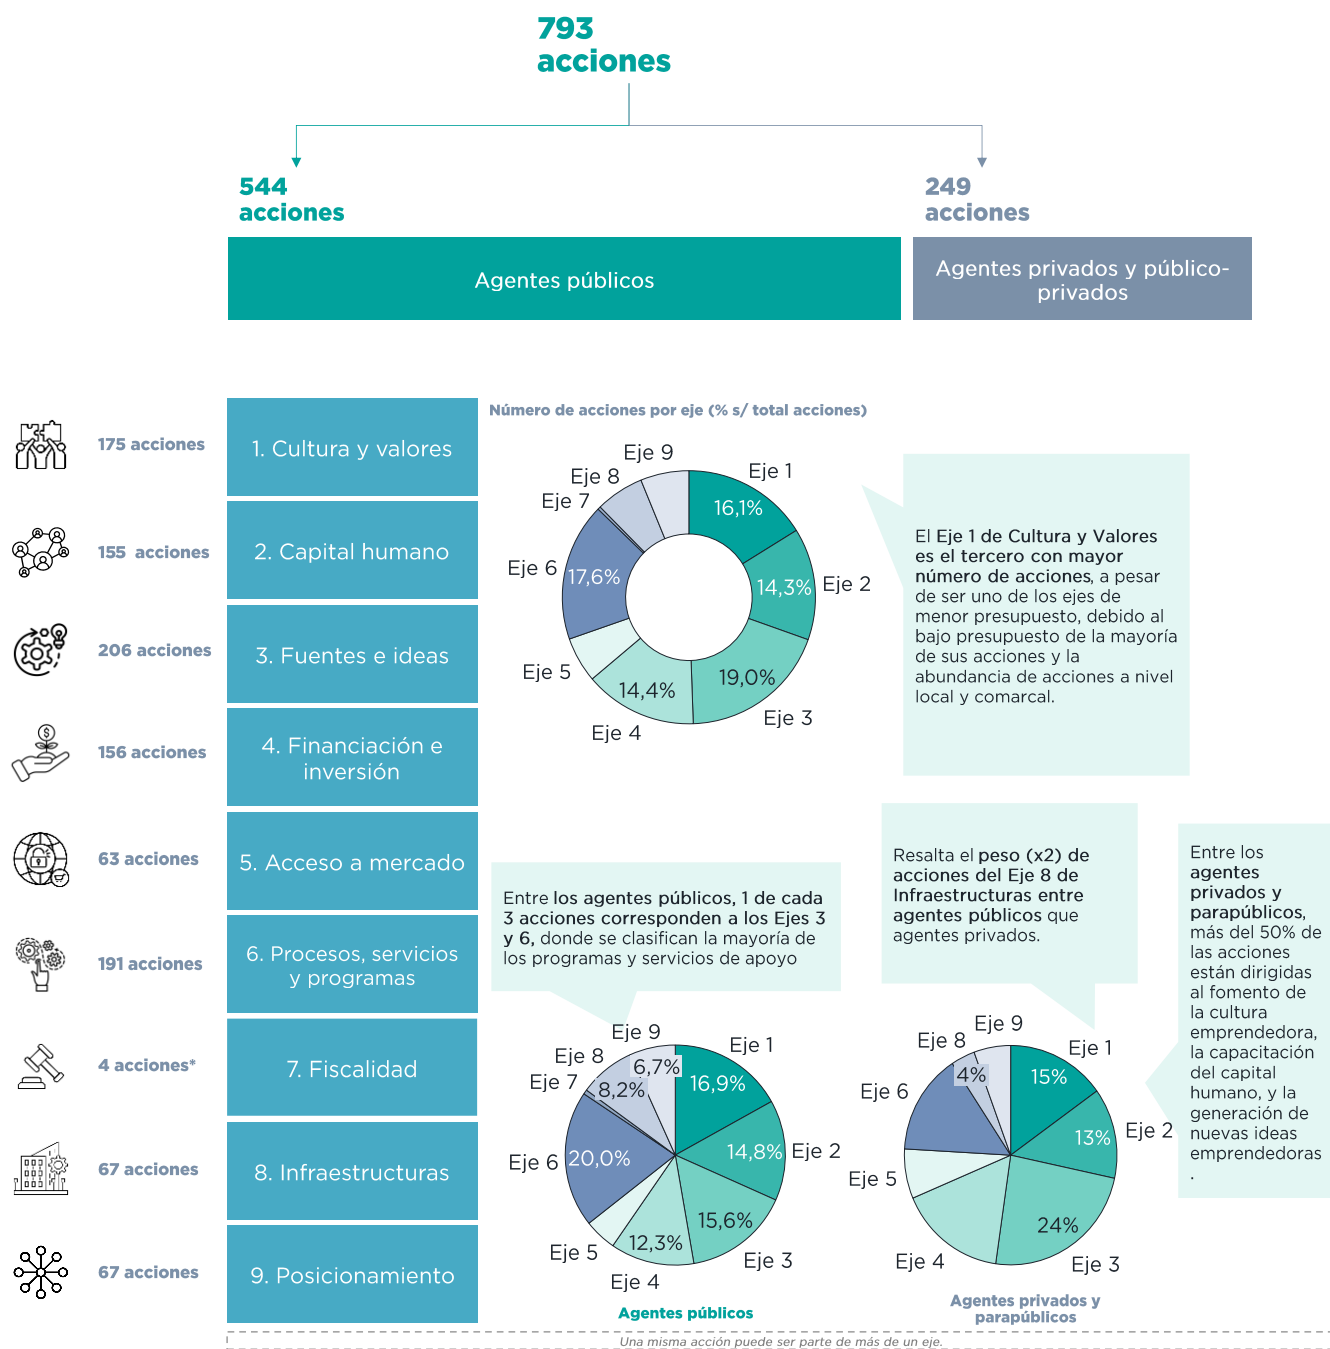 793
acciones
544
acciones
249
acciones
Agentes públicos
Agentes privados y público-
privados
175 acciones
1. Cultura y valores
155  acciones
2. Capital humano
206 acciones
3. Fuentes e ideas
156 acciones
4. Financiación e
inversión
63 acciones
5. Acceso a mercado
191 acciones
6. Procesos, servicios
y programas
4 acciones*
7. Fiscalidad
67 acciones
8. Infraestructuras
67 acciones
9. Posicionamiento
Número de acciones por eje (% s/ total acciones)
Eje 9
Eje 8
Eje 7
Eje 6
Eje 5
Eje 4
Eje 3
Eje 2
Eje 1
16,1%
14,3%
19,0%
14,4%
17,6%
El Eje 1 de Cultura y Valores
es el tercero con mayor
número de acciones, a pesar
de ser uno de los ejes de
menor presupuesto, debido al
bajo presupuesto de la mayoría
de sus acciones y la
abundancia de acciones a nivel
local y comarcal.
Entre los agentes públicos, 1 de cada
3 acciones corresponden a los Ejes 3
y 6, donde se clasifican la mayoría de
los programas y servicios de apoyo
Resalta el peso (x2) de
acciones del Eje 8 de
Infraestructuras entre
agentes públicos que
agentes privados.
Entre los
agentes
privados y
parapúblicos,
más del 50% de
las acciones
están dirigidas
al fomento de
la cultura
emprendedora,
la capacitación
del capital
humano, y la
generación de
nuevas ideas
emprendedoras
.
Eje 9
Eje 8
Eje 7
Eje 6
Eje 5
Eje 4
Eje 3
Eje 2
Eje 1
6,7%
8,2%
16,9%
14,8%
15,6%
12,3%
20,0%
Agentes públicos
Eje 9
Eje 8
Eje 6
Eje 5
Eje 4
Eje 3
Eje 2
Eje 1
4%
15%
13%
24%
Agentes privados y
parapúblicos
Una misma acción puede ser parte de más de un eje.